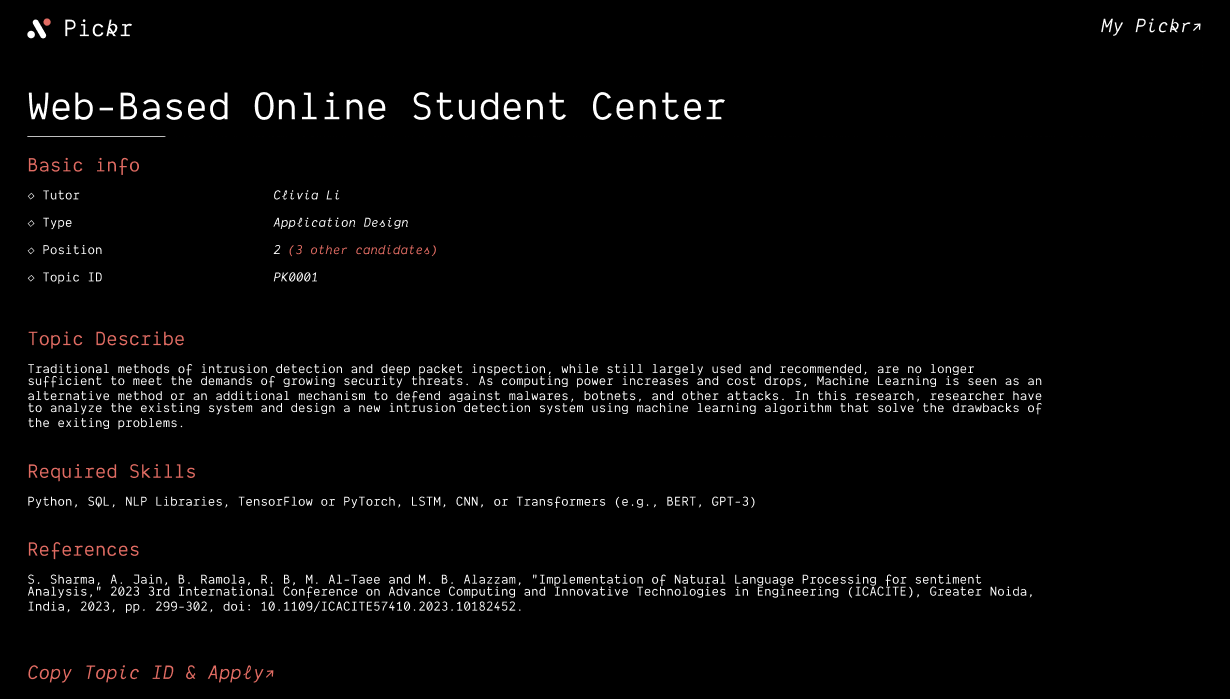 Pickr
My Pickr↗
Web-Based Online Student Center
Basic info
◇ Tutor Clivia Li
◇ Type Application Design
◇ Position 2 (3 other candidates)
◇ Topic ID PK0001
Topic Describe
Traditional methods of intrusion detection and deep packet inspection, while still largely used and recommended, are no longer
sufficient to meet the demands of growing security threats. As computing power increases and cost drops, Machine Learning is seen as an
alternative method or an additional mechanism to defend against malwares, botnets, and other attacks. In this research, researcher have
to analyze the existing system and design a new intrusion detection system using machine learning algorithm that solve the drawbacks of
the exiting problems.
Required Skills
Python, SQL, NLP Libraries, TensorFlow or PyTorch, LSTM, CNN, or Transformers (e.g., BERT, GPT-3)
References
S. Sharma, A. Jain, B. Ramola, R. B, M. Al-Taee and M. B. Alazzam, "Implementation of Natural Language Processing for sentiment
Analysis," 2023 3rd International Conference on Advance Computing and Innovative Technologies in Engineering (ICACITE), Greater Noida,
India, 2023, pp. 299-302, doi: 10.1109/ICACITE57410.2023.10182452.
Copy Topic ID & Apply↗